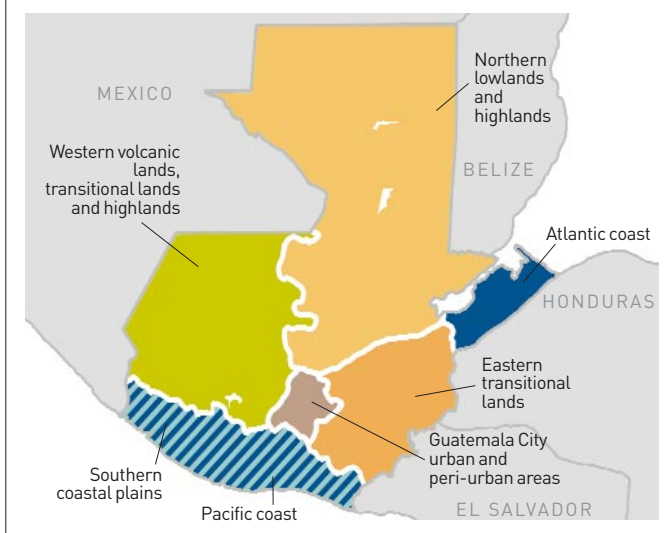 Northern
lowlands
and
highlands
MEXICO
Western volcanic
lands,
transitional lands
and highlands
BELIZE
Atlantic coast
HONDURAS
Eastern
transitional
lands
Guatemala City
urban and
peri-urban areas
Southern
coastal plains
Pacific coast
EL SALVADOR